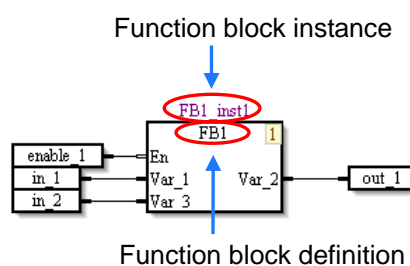 Function block instance
FB1_inst1
FB1 1
enable_1 En
in_1 Var_1 Var_2 out_1
in_2 Var_3
Function block definition